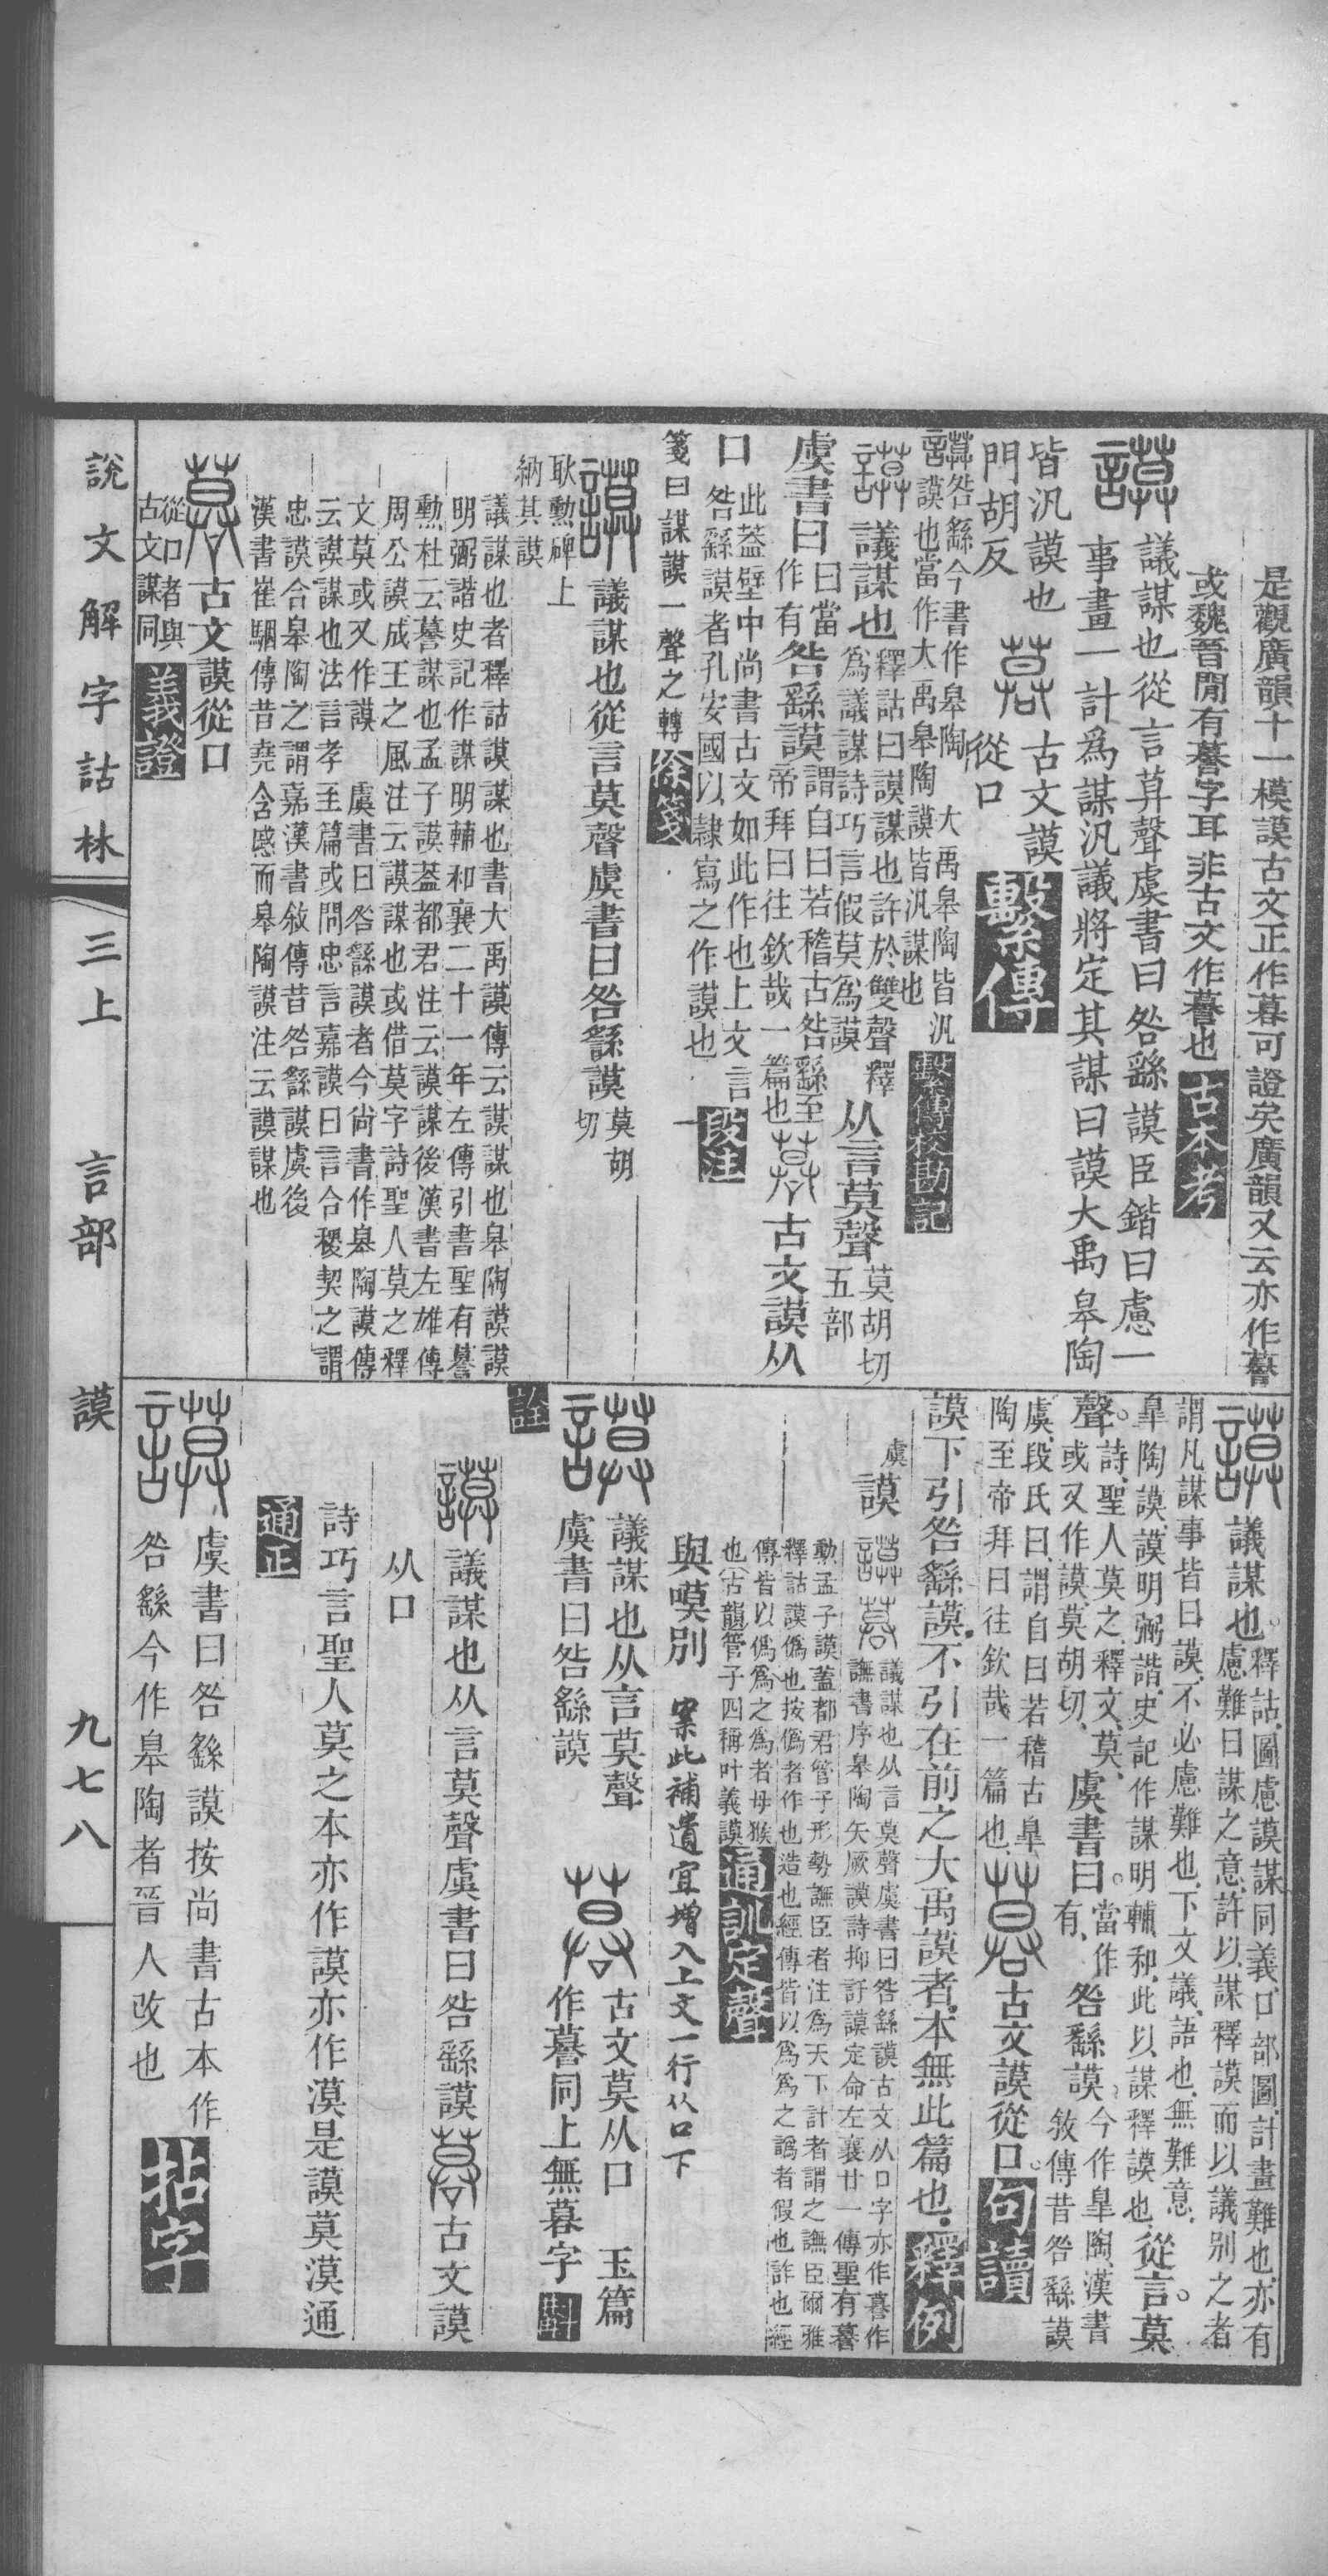 是觀廣韻十一模謨古文正作暮可證矣廣韻又云亦作謩
或魏晉閒有謩字耳非古文作謩也 古本考
議謀也從言莫聲虞書曰咎繇謨臣鍇曰慮一
事畫一計爲謀汎議將定其謀曰謨大禹皋陶
皆汎謨也 古文謨
門胡反 從口 繫傳
咎繇今書作皋陶 大禹皋陶皆汎
謨也當作大禹皋陶謨皆汎謀也 繫傳校勘記
議謀也釋詁曰謨謀也許於雙聲釋
爲議謀詩巧言假莫爲謨 从言莫聲莫胡切
五部
虞書曰曰當
作有咎繇謨謂自曰若稽古咎繇至
帝拜曰往欽哉一篇也 古文謨从
口此蓋壁中尚書古文如此作也上文言
咎繇謨者孔安國以隸寫之作謨也 段注
箋曰謀謨一聲之轉 徐箋
議謀也從言莫聲虞書曰咎繇謨莫胡
切
耿勳碑上
納其謨
議謀也者釋詁謨謀也書大禹謨傳云謨謀也皋陶謨謨
明弼諧史記作謀明輔和襄二十一年左傳引書聖有謩
勳杜云謩謀也孟子謨蓋都君注云謨謀後漢書左雄傳
周公謨成王之風注云謨謀也或借莫字詩聖人莫之釋
文莫或又作謨 虞書曰咎繇謨者今尚書作皋陶謨傳
云謨謀也法言孝至篇或問忠言嘉謨曰言合稷契之謂
忠謨合皋陶之謂嘉漢書敘傳昔咎繇謨虞後
漢書崔駰傳昔堯含慼而皋陶謨注云謨謀也
古文謨從口
從口者與
古文謀同 義證
議謀也釋詁圖慮謨謀同義口部圖計畫難也亦有
慮難曰謀之意許以謀釋謨而以議別之者
謂凡謀事皆曰謨不必慮難也下文議語也無難意
皋陶謨謨明弼諧史記作謀明輔和此以謀釋謨也 從言莫
聲詩聖人莫之釋文莫
或又作謨莫胡切 虞書曰當作
有咎繇謨今作皋陶漢書
敘傳昔咎繇謨
虞段氏曰謂自曰若稽古皋
陶至帝拜曰往欽哉一篇也 古文謨從口 句讀
謨下引咎繇謨不引在前之大禹謨者本無此篇也 釋例
虞謨 議謀也从言莫聲虞書曰咎繇謨古文从口字亦作暮作
譕書序皋陶矢厥謨詩抑訏謨定命左襄廿一傳聖有謩
勳孟子謨蓋都君管子形勢譕臣者注爲天下計者謂之譕臣爾雅
釋詁謨僞也按僞者作也造也經傳皆以爲爲之譌者假也詐也經
傳皆以僞爲之爲者母猴
也古韻管子四稱叶義謨 通訓定聲
與嘆別 案此補遺宜增入上文一行从口下
議謀也从言莫聲
虞書曰咎繇謨 古文莫从口 玉篇
作謩同上無暮字 斠
詮
議謀也从言莫聲虞書曰咎繇謨 古文謨
从口
詩巧言聖人莫之本亦作謨亦作漠是謨莫漠通
通正
虞書曰咎繇謨按尚書古本作
咎繇今作皋陶者晉人改也 拈字
說文解字詁林 三上 言部 謨 九七八